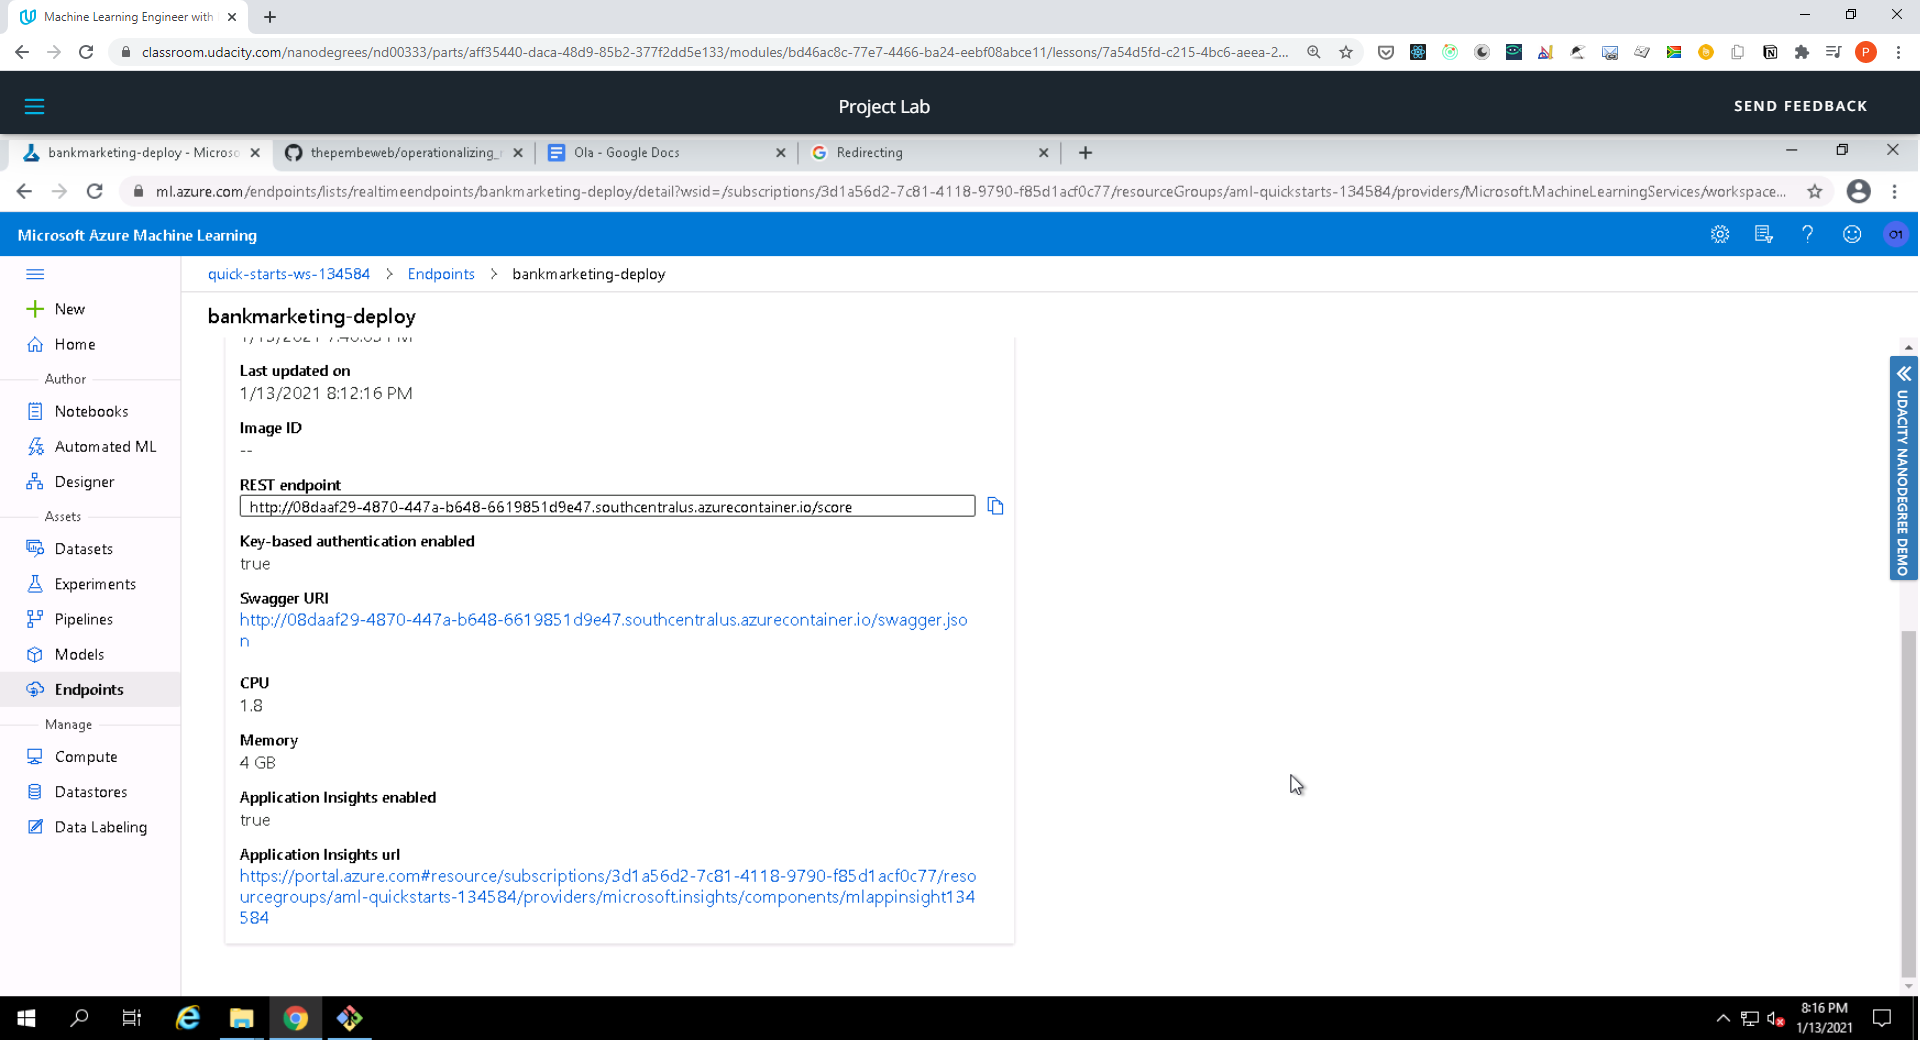 Machine Learning Engineer with
classroom.udacity.com/nanodegrees/nd00333/parts/aff35440-daca-48d9-85b2-377f2dd5e133/modules/bd46ac8c-77e7-4466-ba24-eebf08abce11/lessons/7a54d5fd-c215-4bc6-aeea-2...
P
Project Lab
SEND FEEDBACK
bankmarketing-deploy - Microso
thepembeweb/operationalizing_
Ola - Google Docs
Redirecting
ml.azure.com/endpoints/lists/realtimeendpoints/bankmarketing-deploy/detail?wsid=/subscriptions/3d1a56d2-7c81-4118-9790-f85d1acf0c77/resourceGroups/aml-quickstarts-134584/providers/Microsoft.MachineLearningServices/workspace...
Microsoft Azure Machine Learning
O1
quick-starts-ws-134584 > Endpoints > bankmarketing-deploy
New
Home
Author
Notebooks
Automated ML
Designer
Assets
Datasets
Experiments
Pipelines
Models
Endpoints
Manage
Compute
Datastores
Data Labeling
bankmarketing-deploy
Last updated on
1/13/2021 8:12:16 PM
Image ID
--
REST endpoint
http://08daaf29-4870-447a-b648-6619851d9e47.southcentralus.azurecontainer.io/score
Key-based authentication enabled
true
Swagger URI
http://08daaf29-4870-447a-b648-6619851d9e47.southcentralus.azurecontainer.io/swagger.jso
n
CPU
1.8
Memory
4 GB
Application Insights enabled
true
Application Insights url
https://portal.azure.com#resource/subscriptions/3d1a56d2-7c81-4118-9790-f85d1acf0c77/reso
urcegroups/aml-quickstarts-134584/providers/microsoft.insights/components/mlappinsight134
584
UDACITY NANODEGREE DEMO
8:16 PM
1/13/2021